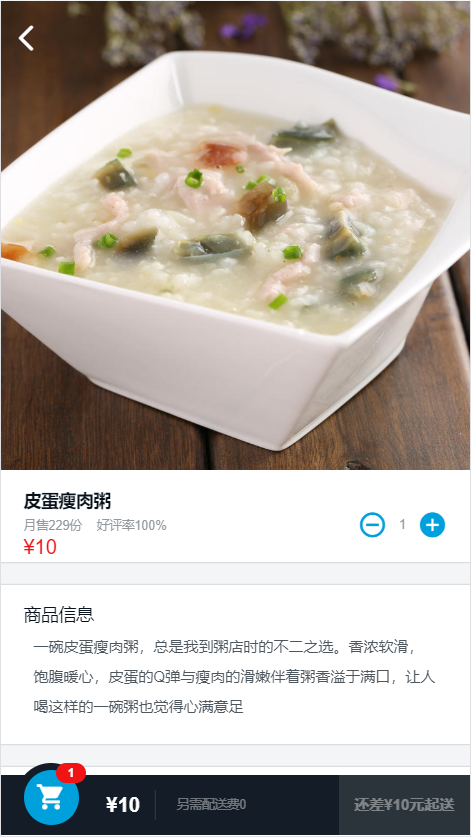 皮蛋瘦肉粥
月售229份 好评率100%
¥10
1
商品信息
一碗皮蛋瘦肉粥，总是我到粥店时的不二之选。香浓软滑，
饱腹暖心，皮蛋的Q弹与瘦肉的滑嫩伴着粥香溢于满口，让人
喝这样的一碗粥也觉得心满意足
1
¥10
另需配送费0
还差¥10元起送